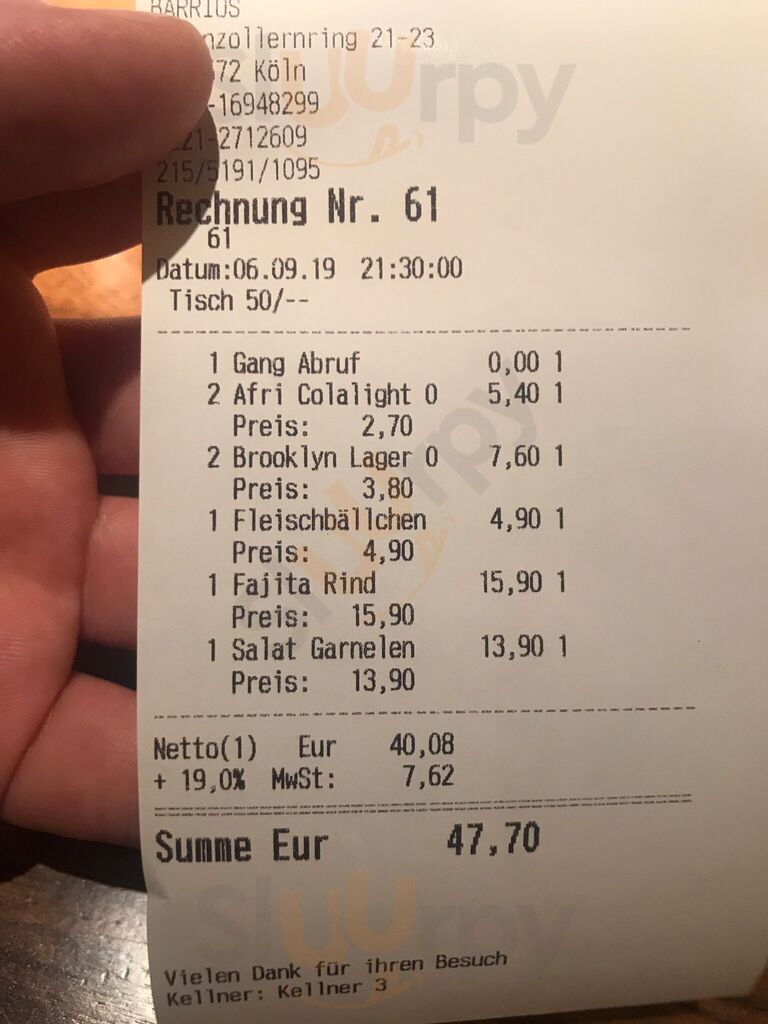 BARRIOS
nzollernring 21-23
72 Köln
-16948299
21-2712609
215/5191/1095
Rechnung Nr. 61
61
Datum:06.09.19 21:30:00
Tisch 50/--
1 Gang Abruf 0,00 1
2 Afri Colalight 0 5,40 1
Preis: 2,70
2 Brooklyn Lager 0 7,60 1
Preis: 3,80
1 Fleischbällchen 4,90 1
Preis: 4,90
1 Fajita Rind 15,90 1
Preis: 15,90
1 Salat Garnelen 13,90 1
Preis: 13,90
Netto(1) Eur 40,08
+ 19,0% MwSt: 7,62
Summe Eur 47,70
Vielen Dank für ihren Besuch
Kellner: Kellner 3
Sluurpy
Sluurpy
Sluurpy